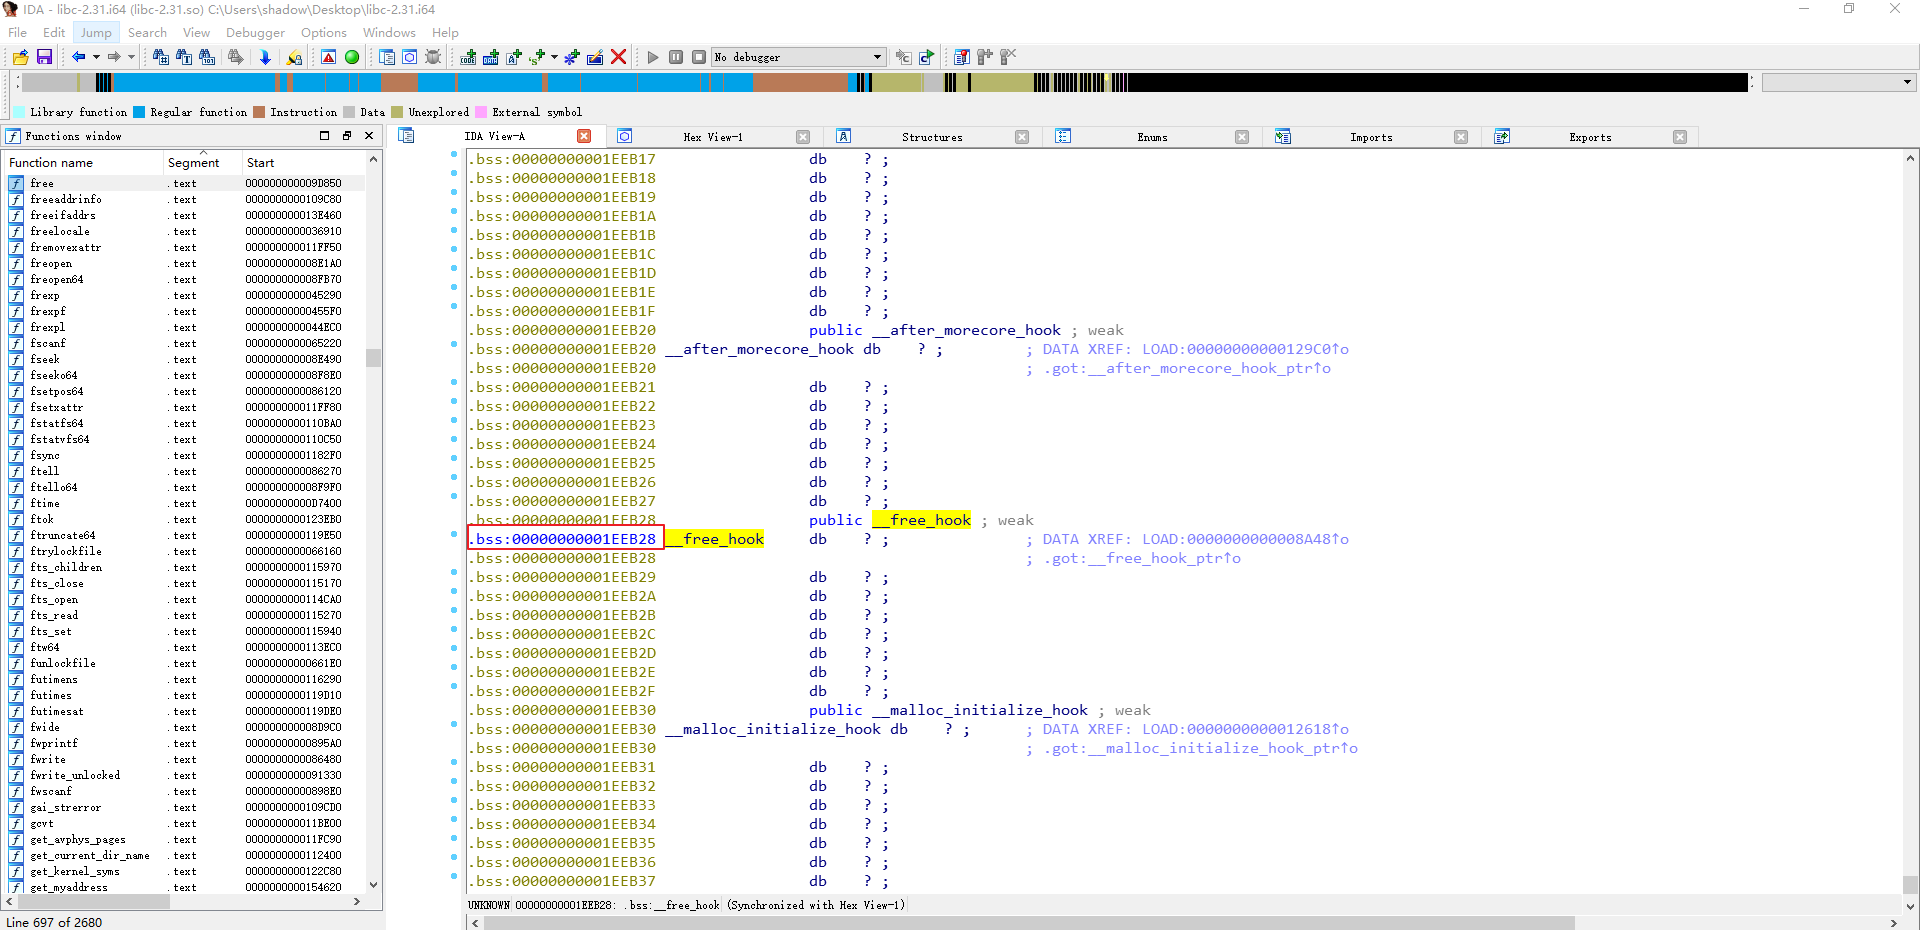 IDA - libc-2.31.i64 (libc-2.31.so) C:\Users\shadow\Desktop\libc-2.31.i64
File Edit Jump Search View Debugger Options Windows Help
No debugger
Library function Regular function Instruction Data Unexplored External symbol
Functions window
IDA View-A Hex View-1 Structures Enums Imports Exports
Function name Segment Start
free .text 000000000009D850
freeaddrinfo .text 0000000000109C80
freeifaddrs .text 000000000013E460
freelocale .text 0000000000036910
fremovexattr .text 000000000011FF50
freopen .text 000000000008E1A0
freopen64 .text 000000000008FB70
frexp .text 0000000000045290
frexpf .text 00000000000455F0
frexpl .text 0000000000044EC0
fscanf .text 0000000000065220
fseek .text 000000000008E490
fseeko64 .text 000000000008F8E0
fsetpos64 .text 0000000000086120
fsetxattr .text 000000000011FF80
fstatfs64 .text 0000000000110BA0
fstatvfs64 .text 0000000000110C50
fsync .text 00000000001182F0
ftell .text 0000000000086270
ftello64 .text 000000000008F9F0
ftime .text 00000000000D7400
ftok .text 0000000000123EB0
ftruncate64 .text 0000000000119E50
ftrylockfile .text 0000000000066160
fts_children .text 0000000000115970
fts_close .text 0000000000115170
fts_open .text 0000000000114CA0
fts_read .text 0000000000115270
fts_set .text 0000000000115940
ftw64 .text 0000000000113EC0
funlockfile .text 00000000000661E0
futimens .text 0000000000116290
futimes .text 0000000000119D10
futimesat .text 0000000000119DE0
fwide .text 000000000008D9C0
fwprintf .text 00000000000895A0
fwrite .text 0000000000086480
fwrite_unlocked .text 0000000000091330
fwscanf .text 00000000000898E0
gai_strerror .text 0000000000109CD0
gcvt .text 000000000011BE00
get_avphys_pages .text 000000000011FC90
get_current_dir_name .text 0000000000112400
get_kernel_syms .text 0000000000122C80
get_myaddress .text 0000000000154620
Line 697 of 2680
.bss:00000000001EEB17 db ? ;
.bss:00000000001EEB18 db ? ;
.bss:00000000001EEB19 db ? ;
.bss:00000000001EEB1A db ? ;
.bss:00000000001EEB1B db ? ;
.bss:00000000001EEB1C db ? ;
.bss:00000000001EEB1D db ? ;
.bss:00000000001EEB1E db ? ;
.bss:00000000001EEB1F db ? ;
.bss:00000000001EEB20 public __after_morecore_hook ; weak
.bss:00000000001EEB20 __after_morecore_hook db ? ; ; DATA XREF: LOAD:00000000000129C0↑o
.bss:00000000001EEB20 ; .got:__after_morecore_hook_ptr↑o
.bss:00000000001EEB21 db ? ;
.bss:00000000001EEB22 db ? ;
.bss:00000000001EEB23 db ? ;
.bss:00000000001EEB24 db ? ;
.bss:00000000001EEB25 db ? ;
.bss:00000000001EEB26 db ? ;
.bss:00000000001EEB27 db ? ;
.bss:00000000001EEB28 public __free_hook ; weak
.bss:00000000001EEB28 __free_hook db ? ; ; DATA XREF: LOAD:0000000000008A48↑o
.bss:00000000001EEB28 ; .got:__free_hook_ptr↑o
.bss:00000000001EEB29 db ? ;
.bss:00000000001EEB2A db ? ;
.bss:00000000001EEB2B db ? ;
.bss:00000000001EEB2C db ? ;
.bss:00000000001EEB2D db ? ;
.bss:00000000001EEB2E db ? ;
.bss:00000000001EEB2F db ? ;
.bss:00000000001EEB30 public __malloc_initialize_hook ; weak
.bss:00000000001EEB30 __malloc_initialize_hook db ? ; ; DATA XREF: LOAD:0000000000012618↑o
.bss:00000000001EEB30 ; .got:__malloc_initialize_hook_ptr↑o
.bss:00000000001EEB31 db ? ;
.bss:00000000001EEB32 db ? ;
.bss:00000000001EEB33 db ? ;
.bss:00000000001EEB34 db ? ;
.bss:00000000001EEB35 db ? ;
.bss:00000000001EEB36 db ? ;
.bss:00000000001EEB37 db ? ;
UNKNOWN 00000000001EEB28: .bss:__free_hook (Synchronized with Hex View-1)